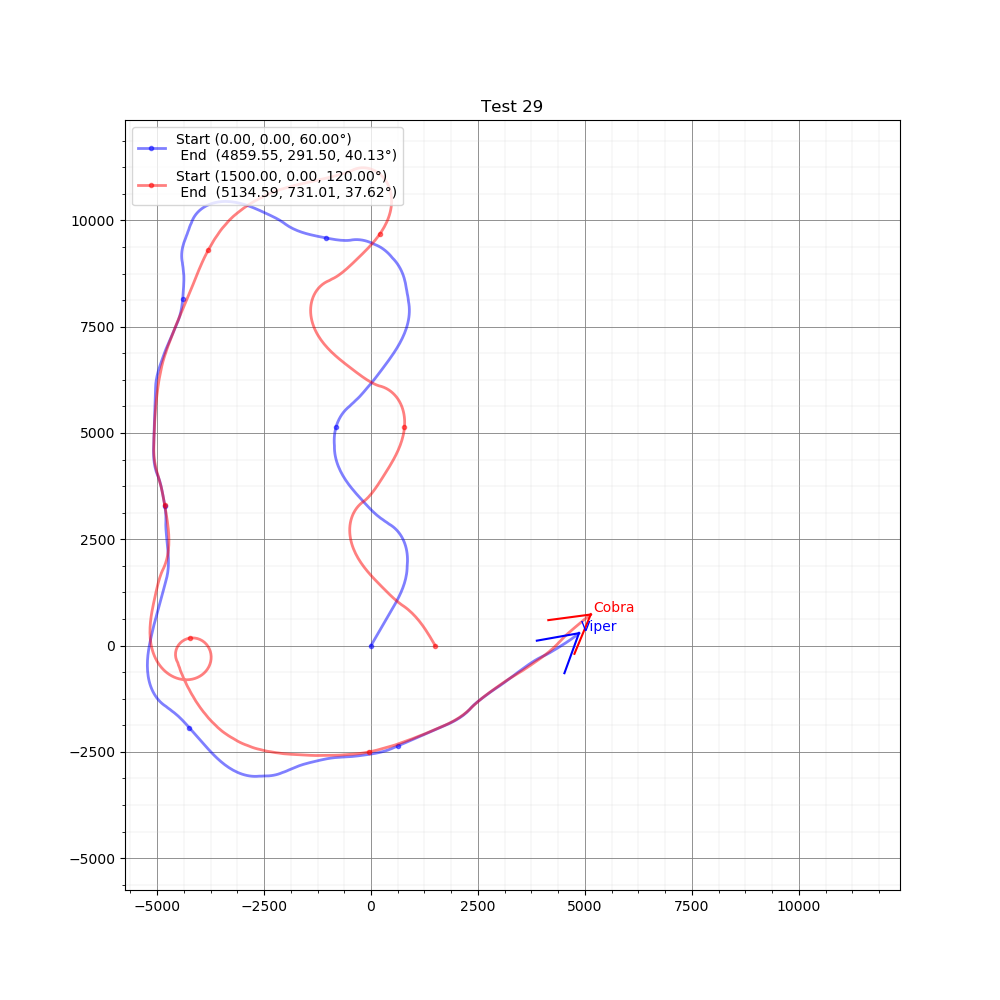 Test 29
Start (0.00, 0.00, 60.00°)
End (4859.55, 291.50, 40.13°)
Start (1500.00, 0.00, 120.00°)
End (5134.59, 731.01, 37.62°)
10000
7500
5000
2500
0
−2500
−5000
Cobra
Viper
−5000 −2500 0 2500 5000 7500 10000